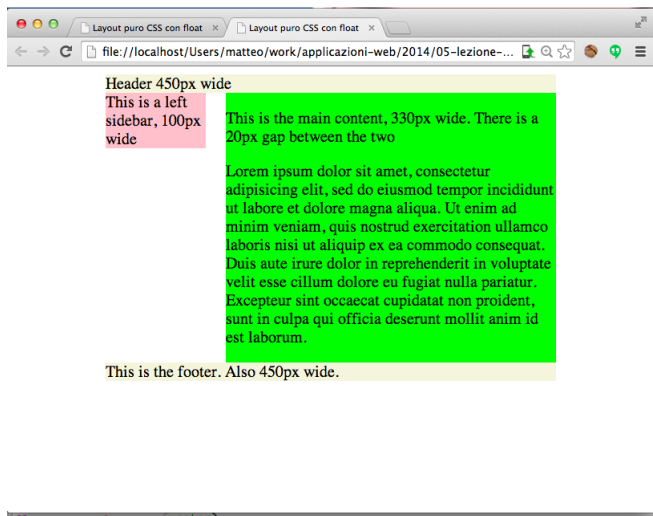 Layout puro CSS con float
Layout puro CSS con float
file://localhost/Users/matteo/work/applicazioni-web/2014/05-lezione-...
Header 450px wide
This is a left
sidebar, 100px
wide
This is the main content, 330px wide. There is a
20px gap between the two
Lorem ipsum dolor sit amet, consectetur
adipisicing elit, sed do eiusmod tempor incididunt
ut labore et dolore magna aliqua. Ut enim ad
minim veniam, quis nostrud exercitation ullamco
laboris nisi ut aliquip ex ea commodo consequat.
Duis aute irure dolor in reprehenderit in voluptate
velit esse cillum dolore eu fugiat nulla pariatur.
Excepteur sint occaecat cupidatat non proident,
sunt in culpa qui officia deserunt mollit anim id
est laborum.
This is the footer. Also 450px wide.